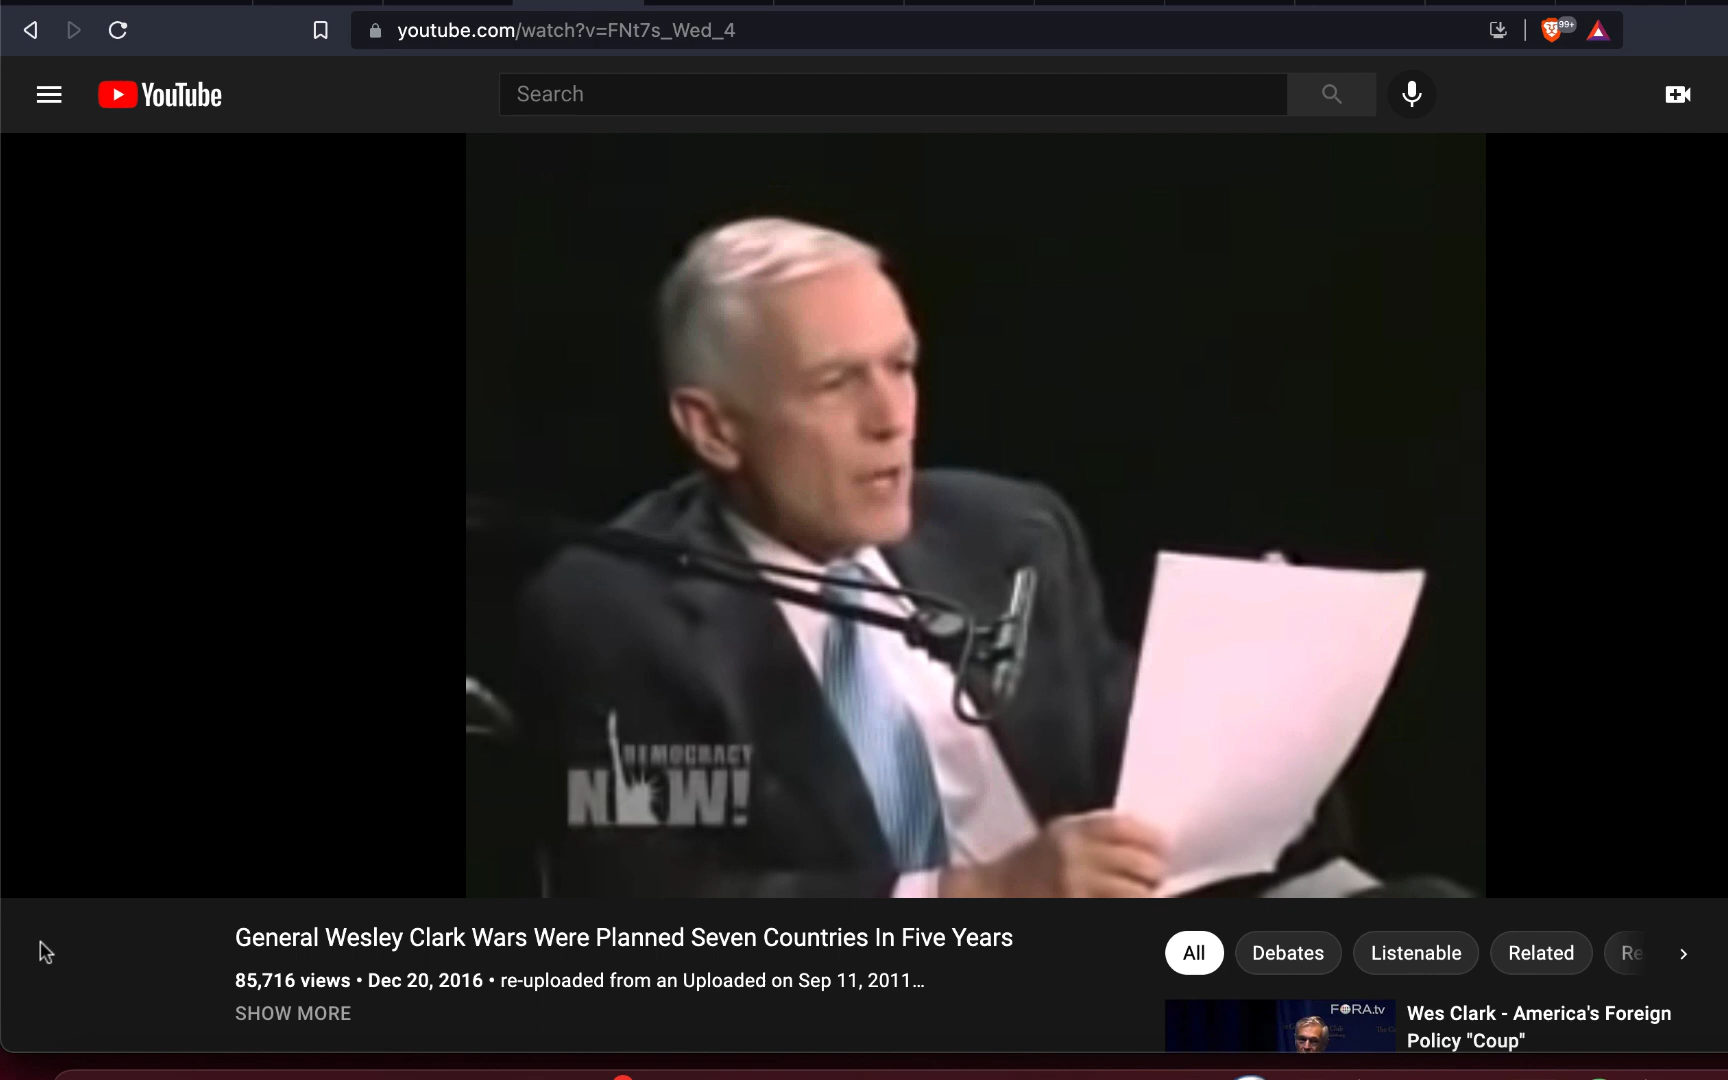 youtube.com/watch?v=FNt7s_Wed_4
99+
YouTube
Search
DEMOCRACY
NOW!
General Wesley Clark Wars Were Planned Seven Countries In Five Years
85,716 views • Dec 20, 2016 • re-uploaded from an Uploaded on Sep 11, 2011...
SHOW MORE
All
Debates
Listenable
Related
Re
FORA.tv
Wes Clark - America's Foreign
Policy "Coup"